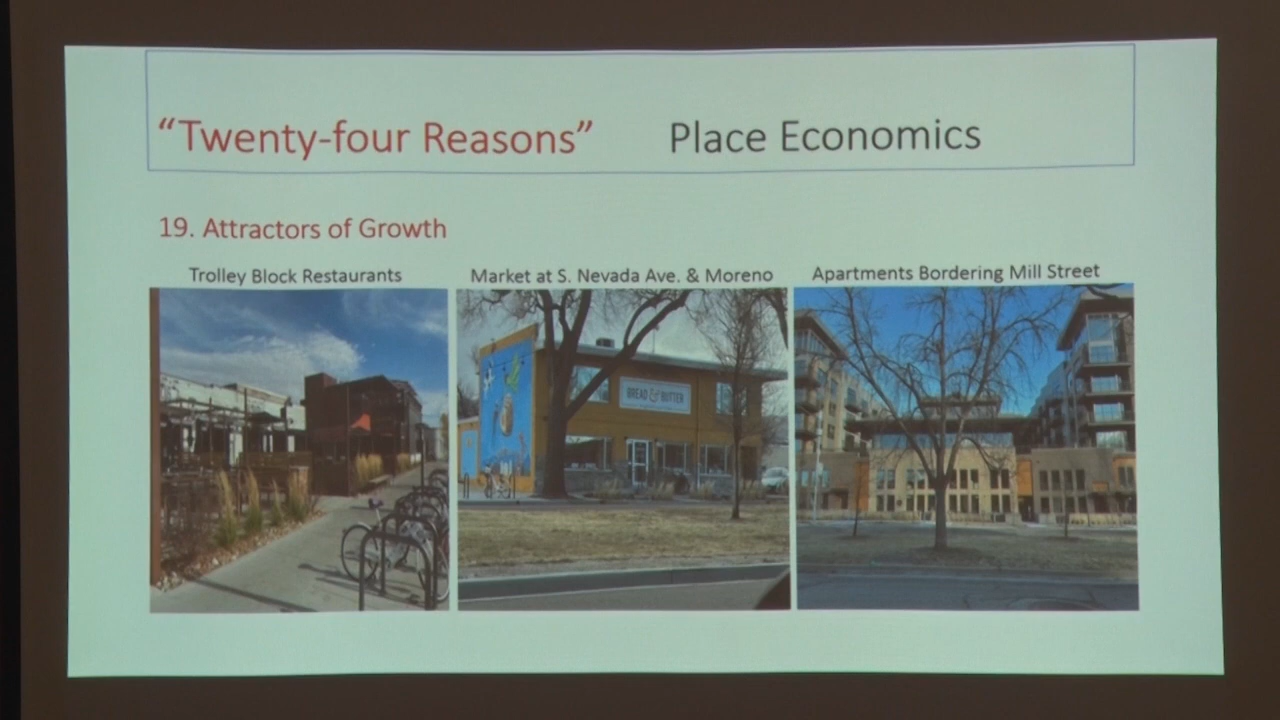 “Twenty-four Reasons” Place Economics
19. Attractors of Growth
Trolley Block Restaurants
Market at S. Nevada Ave. & Moreno
Apartments Bordering Mill Street
BREAD & BUTTER